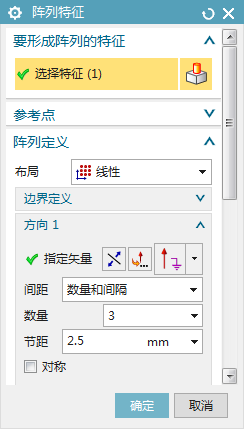 阵列特征
要形成阵列的特征
选择特征 (1)
参考点
阵列定义
布局 线性
边界定义
方向 1
指定矢量
间距 数量和间隔
数量 3
节距 2.5 mm
对称
确定 取消